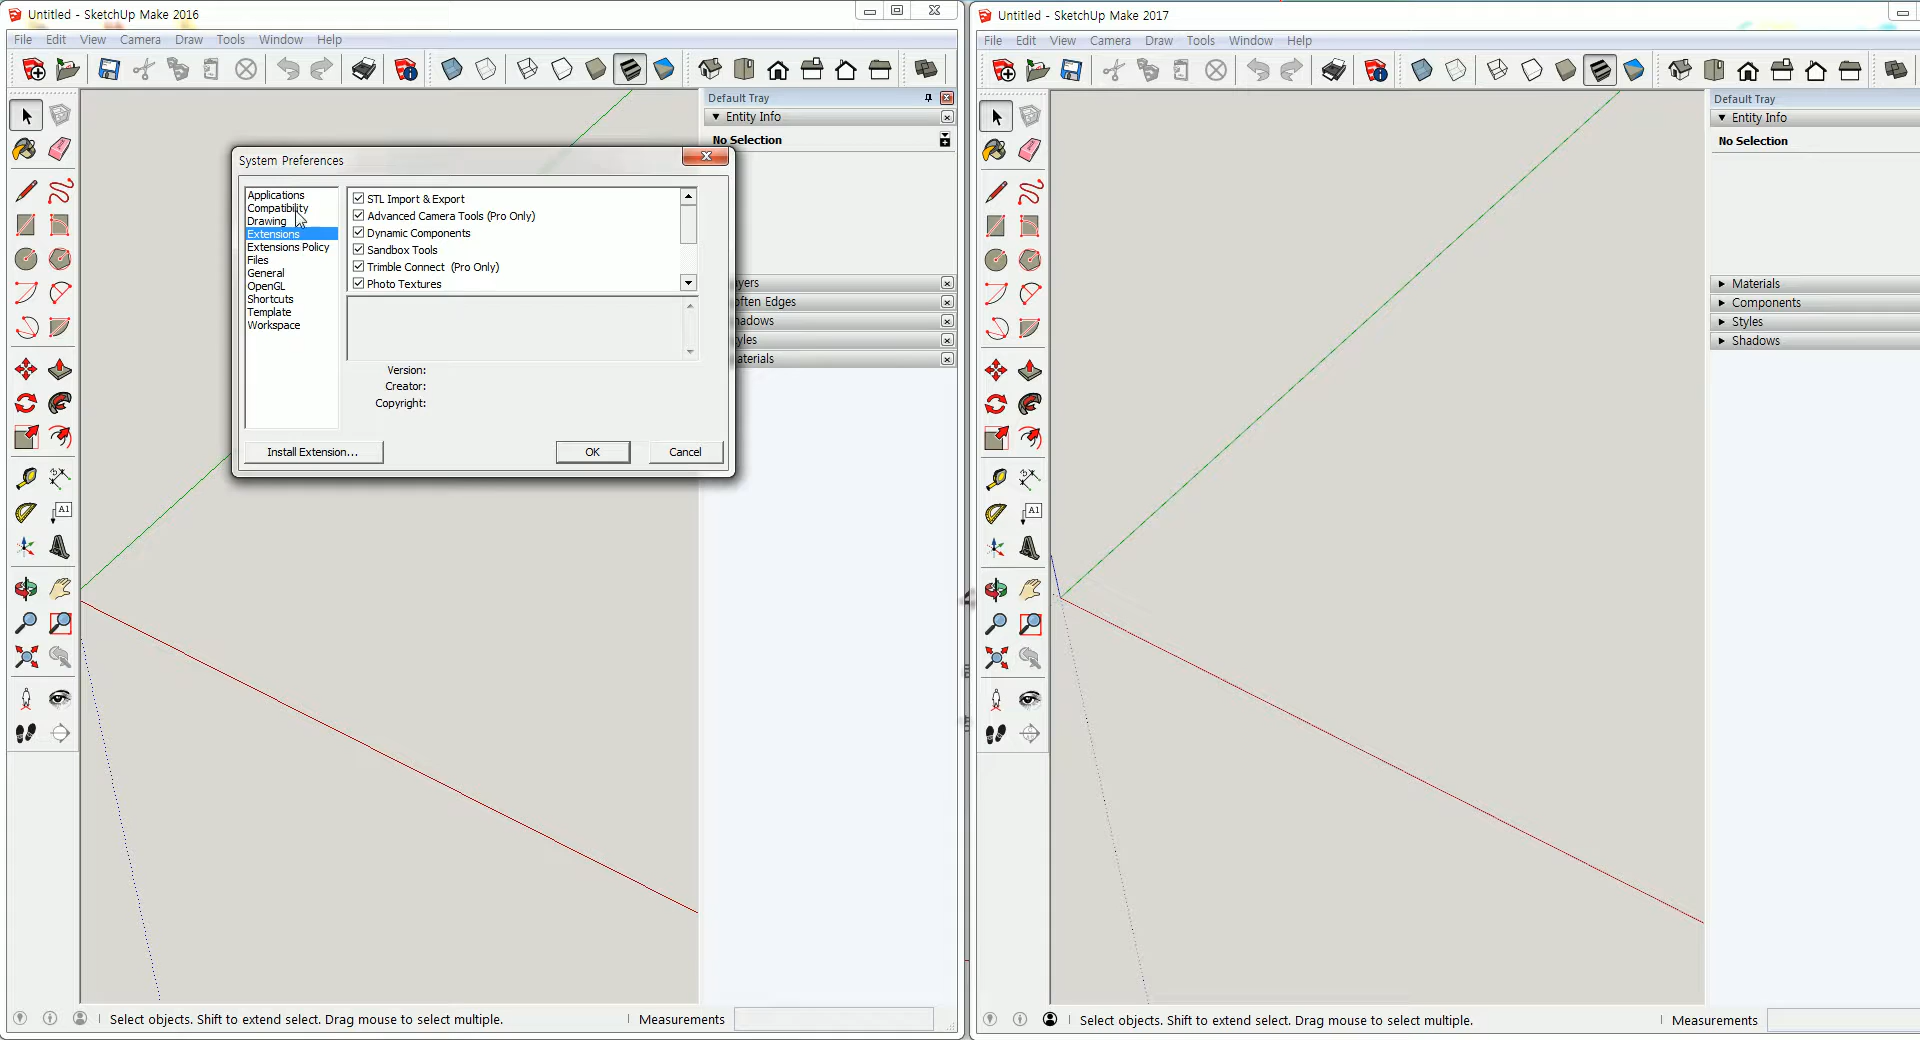 Untitled - SketchUp Make 2016
File Edit View Camera Draw Tools Window Help
Default Tray
Entity Info
No Selection
System Preferences
Applications
Compatibility
Drawing
Extensions
Extensions Policy
Files
General
OpenGL
Shortcuts
Template
Workspace
STL Import & Export
Advanced Camera Tools (Pro Only)
Dynamic Components
Sandbox Tools
Trimble Connect (Pro Only)
Photo Textures
Version:
Creator:
Copyright:
Install Extension...
OK
Cancel
yers
ften Edges
hadows
yles
aterials
A1
Select objects. Shift to extend select. Drag mouse to select multiple.
Measurements
Untitled - SketchUp Make 2017
File Edit View Camera Draw Tools Window Help
Default Tray
Entity Info
No Selection
Materials
Components
Styles
Shadows
A1
Select objects. Shift to extend select. Drag mouse to select multiple.
Measurements